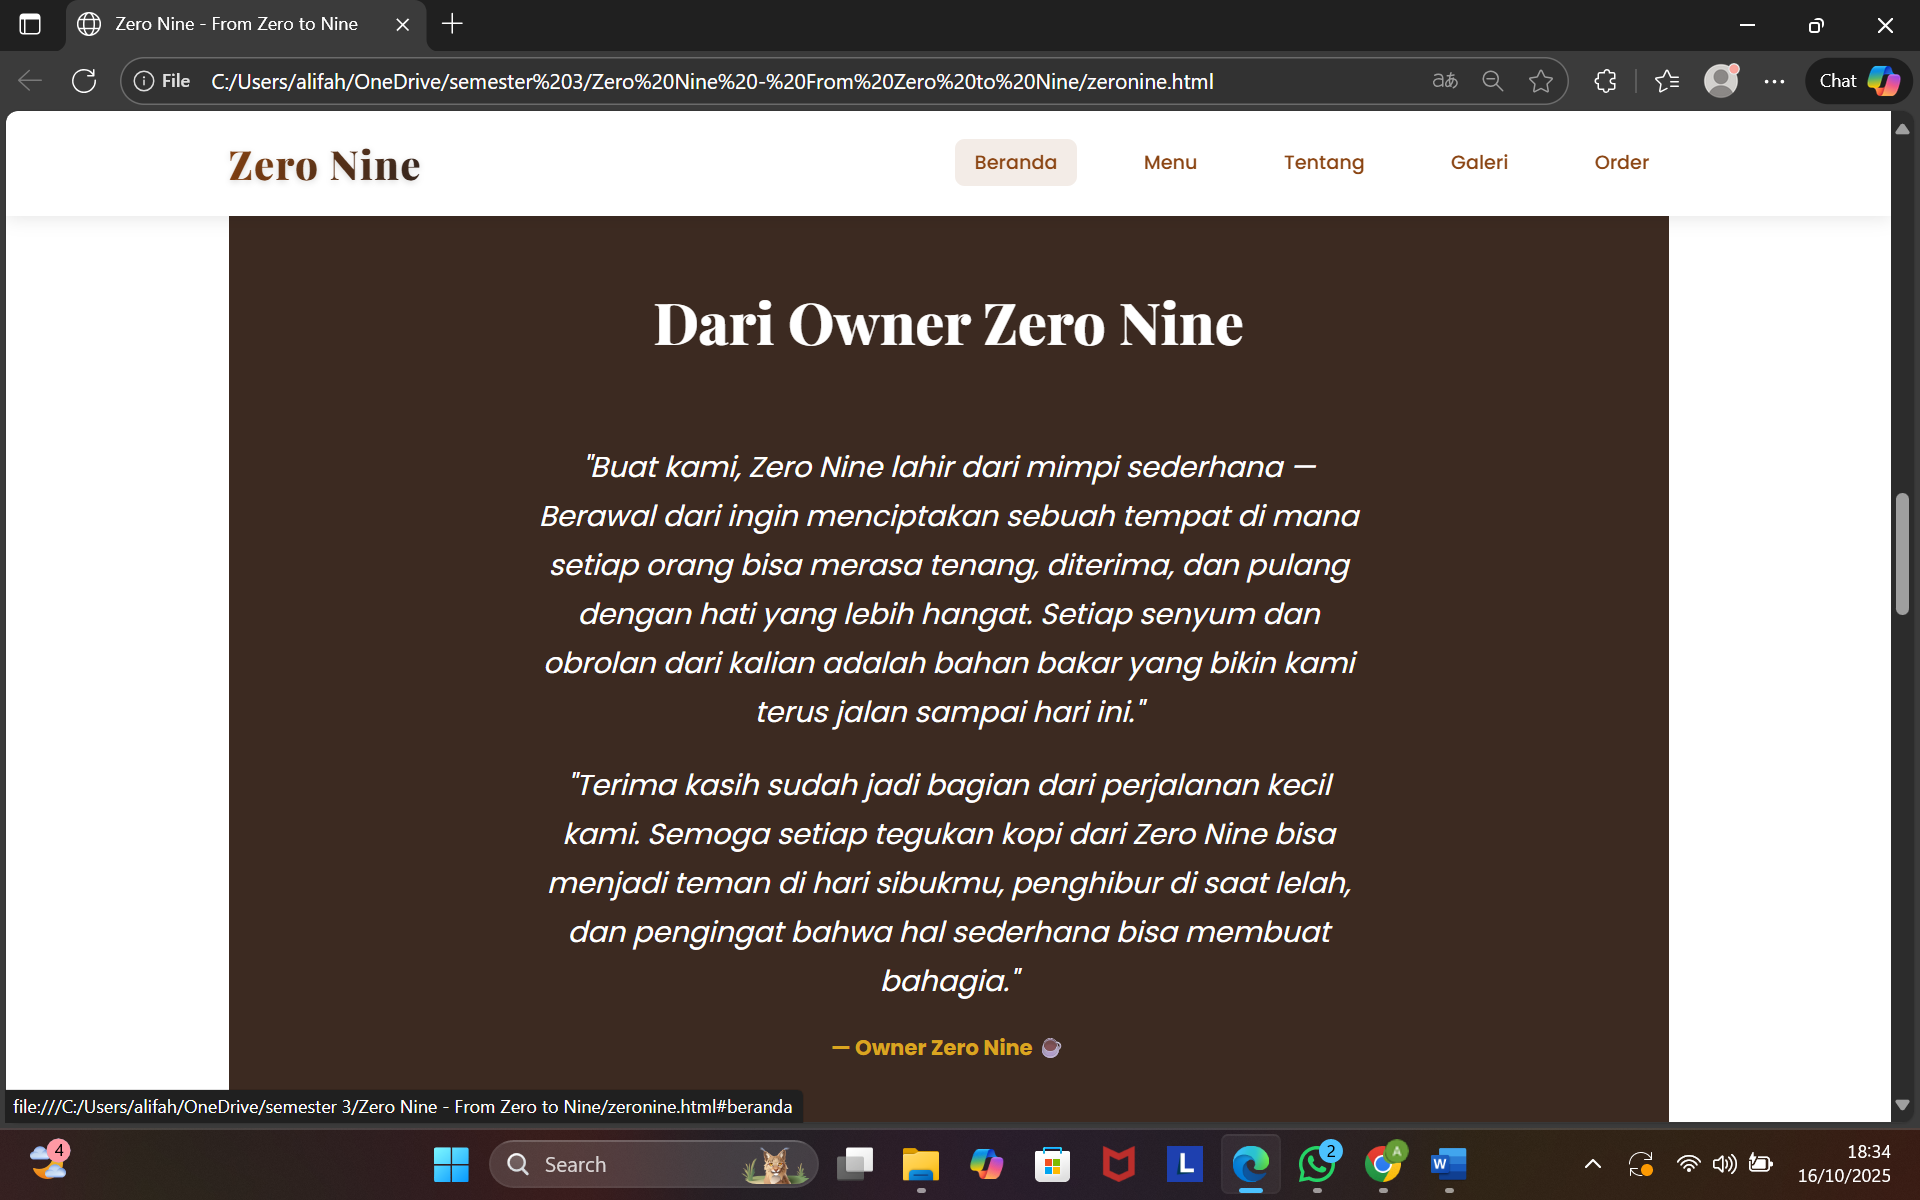 Zero Nine - From Zero to Nine
File C:/Users/alifah/OneDrive/semester%203/Zero%20Nine%20-%20From%20Zero%20to%20Nine/zeronine.html
aあ
Chat
Zero Nine
Beranda Menu Tentang Galeri Order
Dari Owner Zero Nine
"Buat kami, Zero Nine lahir dari mimpi sederhana —
Berawal dari ingin menciptakan sebuah tempat di mana
setiap orang bisa merasa tenang, diterima, dan pulang
dengan hati yang lebih hangat. Setiap senyum dan
obrolan dari kalian adalah bahan bakar yang bikin kami
terus jalan sampai hari ini."
"Terima kasih sudah jadi bagian dari perjalanan kecil
kami. Semoga setiap tegukan kopi dari Zero Nine bisa
menjadi teman di hari sibukmu, penghibur di saat lelah,
dan pengingat bahwa hal sederhana bisa membuat
bahagia."
— Owner Zero Nine ☕
file:///C:/Users/alifah/OneDrive/semester 3/Zero Nine - From Zero to Nine/zeronine.html#beranda
4
Search
L
2
A
W
18:34
16/10/2025